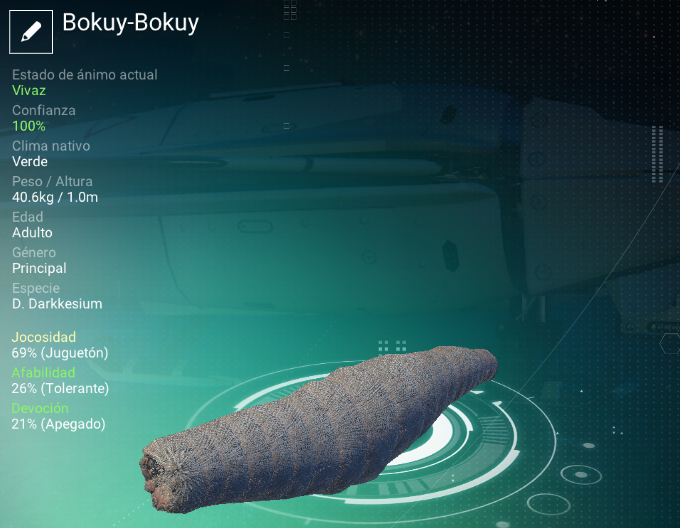 Bokuy-Bokuy
Estado de ánimo actual
Vivaz
Confianza
100%
Clima nativo
Verde
Peso / Altura
40.6kg / 1.0m
Edad
Adulto
Género
Principal
Especie
D. Darkkesium
Jocosidad
69% (Juguetón)
Afabilidad
26% (Tolerante)
Devoción
21% (Apegado)